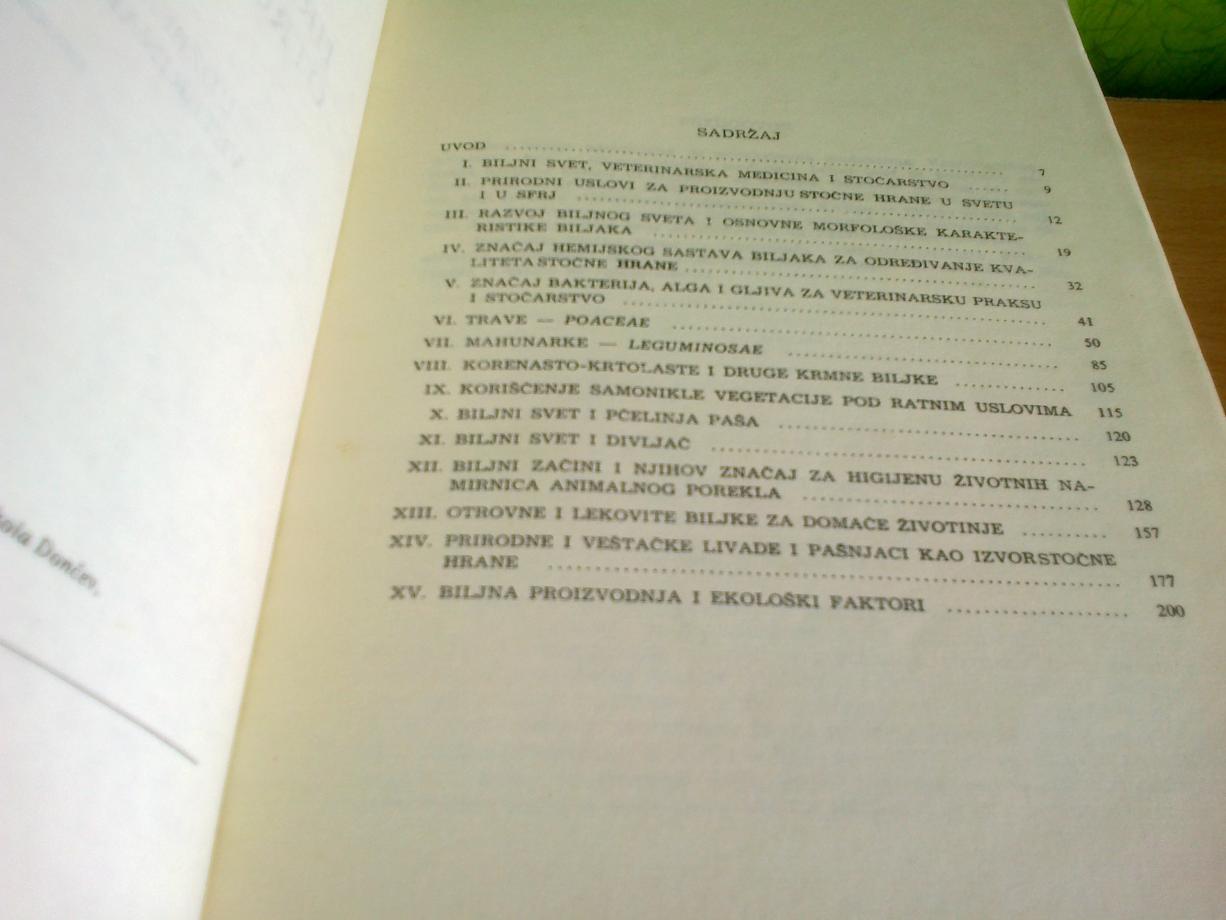 SADRŽAJ
UVOD ........ 7
I. BILJNI SVET, VETERINARSKA MEDICINA I STOČARSTVO ...... 9
II. PRIRODNI USLOVI ZA PROIZVODNJU STOČNE HRANE U SVETU
I U SFRJ ........ 12
III. RAZVOJ BILJNOG SVETA I OSNOVNE MORFOLOŠKE KARAKTE-
RISTIKE BILJAKA ........ 19
IV. ZNAČAJ HEMIJSKOG SASTAVA BILJAKA ZA ODREĐIVANJE KVA-
LITETA STOČNE HRANE ........ 32
V. ZNAČAJ BAKTERIJA, ALGA I GLJIVA ZA VETERINARSKU PRAKSU
I STOČARSTVO ........ 41
VI. TRAVE — POACEAE ........ 50
VII. MAHUNARKE — LEGUMINOSAE ........ 85
VIII. KORENASTO-KRTOLASTE I DRUGE KRMNE BILJKE ........ 105
IX. KORIŠĆENJE SAMONIKLE VEGETACIJE POD RATNIM USLOVIMA 115
X. BILJNI SVET I PČELINJA PAŠA ........ 120
XI. BILJNI SVET I DIVLJAČ ........ 123
XII. BILJNI ZAČINI I NJIHOV ZNAČAJ ZA HIGIJENU ŽIVOTNIH NA-
MIRNICA ANIMALNOG POREKLA ........ 128
XIII. OTROVNE I LEKOVITE BILJKE ZA DOMAĆE ŽIVOTINJE ........ 157
XIV. PRIRODNE I VEŠTAČKE LIVADE I PAŠNJACI KAO IZVORSTOČNE
HRANE ........ 177
XV. BILJNA PROIZVODNJA I EKOLOŠKI FAKTORI ........ 200
Dončev,